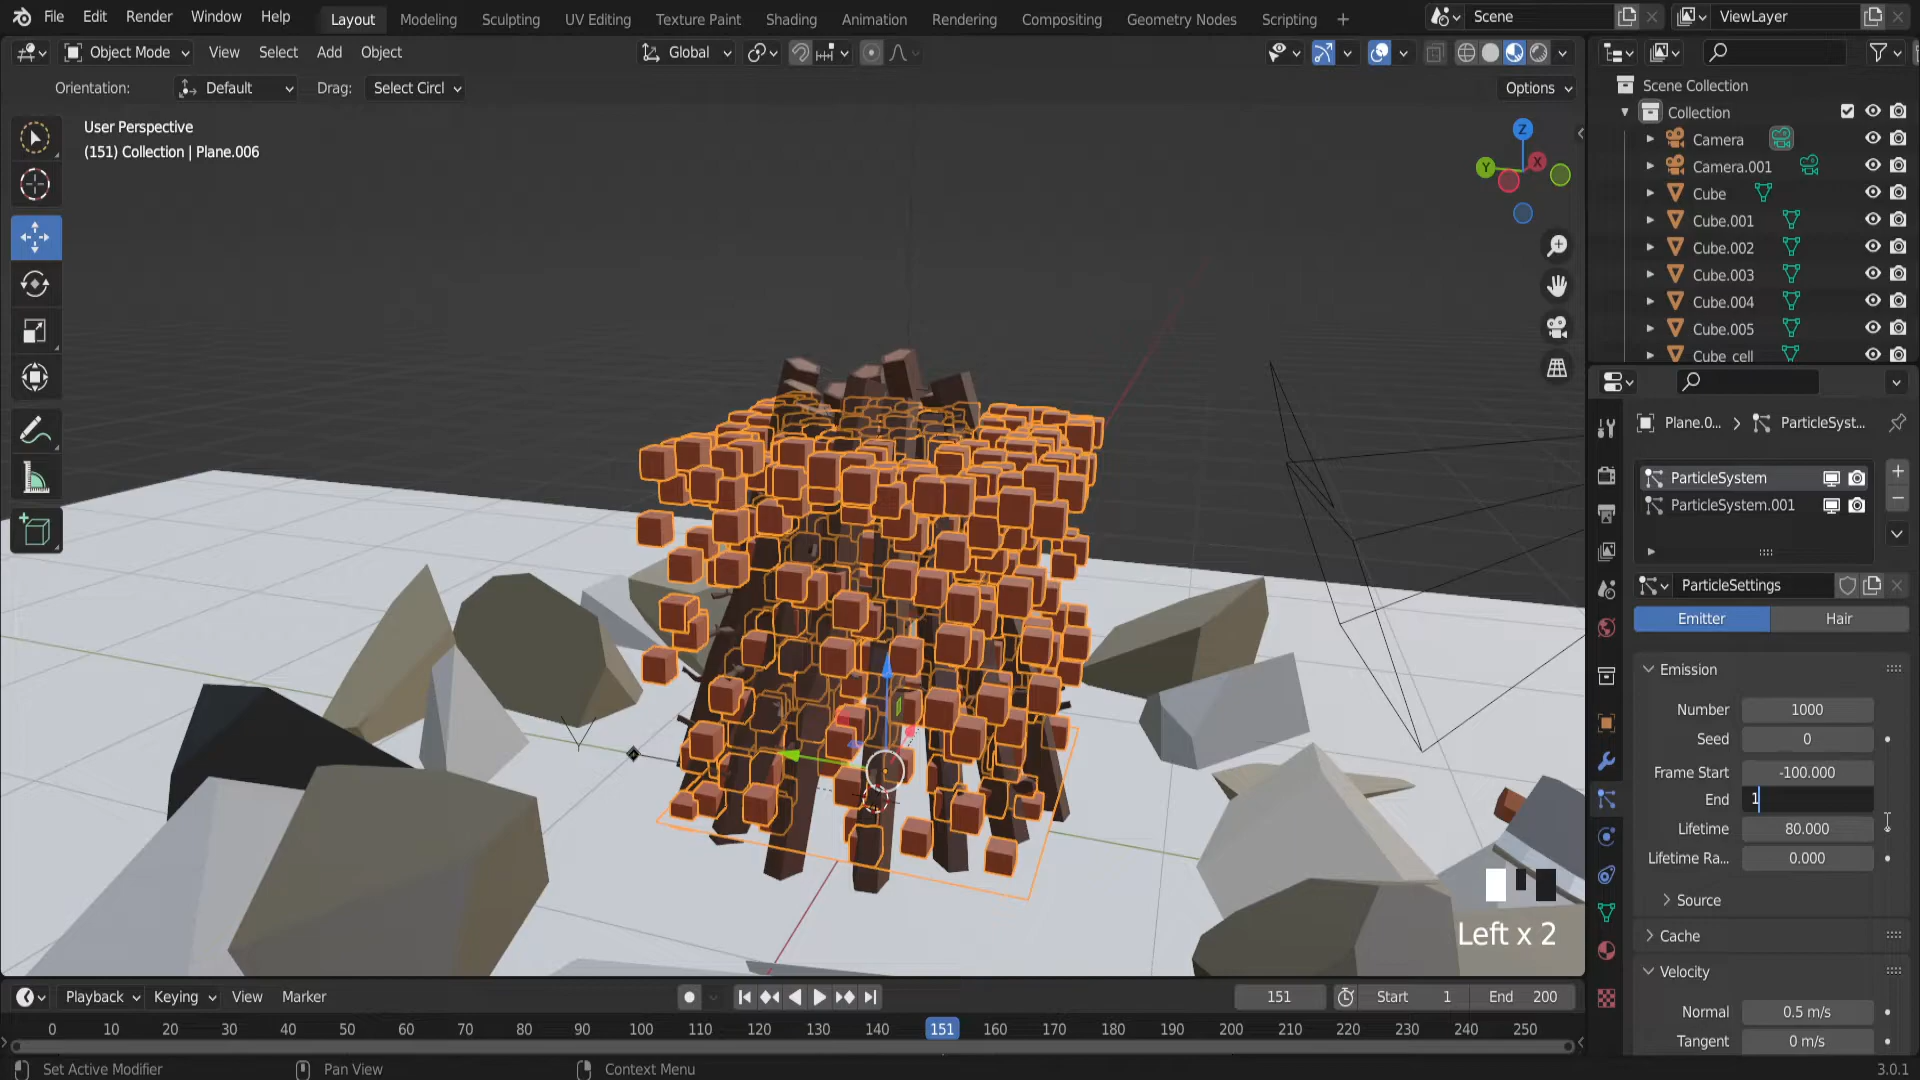 File Edit Render Window Help Layout Modeling Sculpting UV Editing Texture Paint Shading Animation Rendering Compositing Geometry Nodes Scripting + Scene ViewLayer
Object Mode View Select Add Object Global
Orientation: Default Drag: Select Circl Options
User Perspective
(151) Collection | Plane.006
Z
Y X
Scene Collection
Collection
Camera
Camera.001
Cube
Cube.001
Cube.002
Cube.003
Cube.004
Cube.005
Cube cell
Plane.0... > ParticleSyst...
ParticleSystem
ParticleSystem.001
ParticleSettings
Emitter Hair
Emission
Number 1000
Seed 0
Frame Start -100.000
End 1
Lifetime 80.000
Lifetime Ra... 0.000
Source
Cache
Velocity
Normal 0.5 m/s
Tangent 0 m/s
Left x 2
Playback Keying View Marker 151 Start 1 End 200
0 10 20 30 40 50 60 70 80 90 100 110 120 130 140 151 160 170 180 190 200 210 220 230 240 250
Set Active Modifier Pan View Context Menu 3.0.1